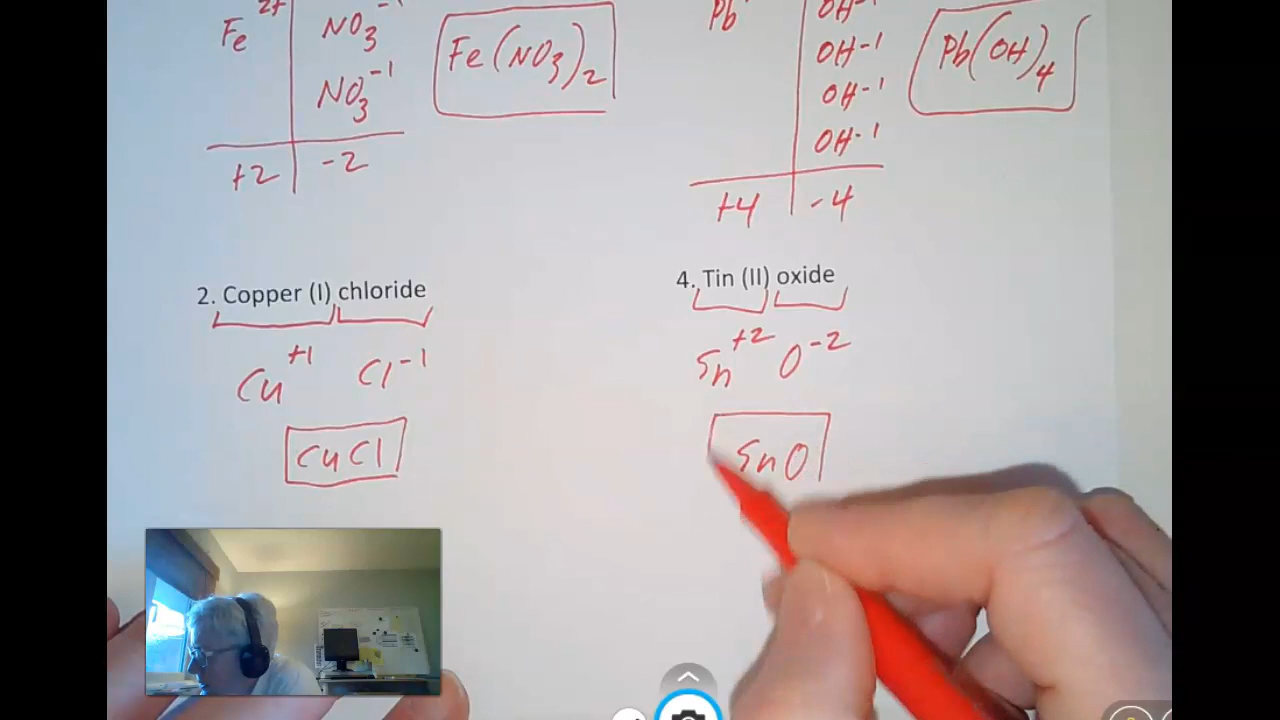 Fe 2+ NO3 -1
NO3 -1
+2 -2
Fe(NO3)2
Pb OH-1
OH-1
OH-1
OH-1
+4 -4
Pb(OH)4
2. Copper (I) chloride
Cu +1 Cl -1
CuCl
4. Tin (II) oxide
Sn +2 O -2
SnO